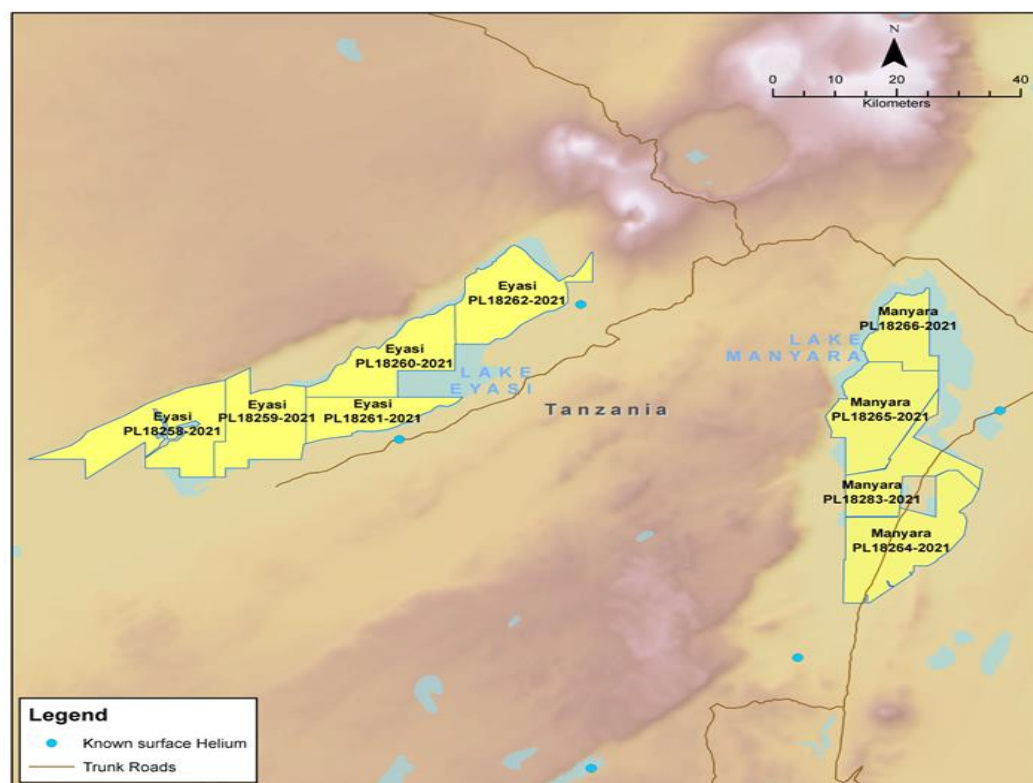 N
0 20 40
Kilometers
Eyasi
PL18262-2021
Manyara
PL18266-2021
Eyasi
PL18260-2021
LAKE
MANYARA
LAKE
EYASI
Eyasi
PL18258-2021
Eyasi
PL18259-2021
Eyasi
PL18261-2021
Tanzania
Manyara
PL18265-2021
Manyara
PL18283-2021
Manyara
PL18264-2021
Legend
Known surface Helium
Trunk Roads